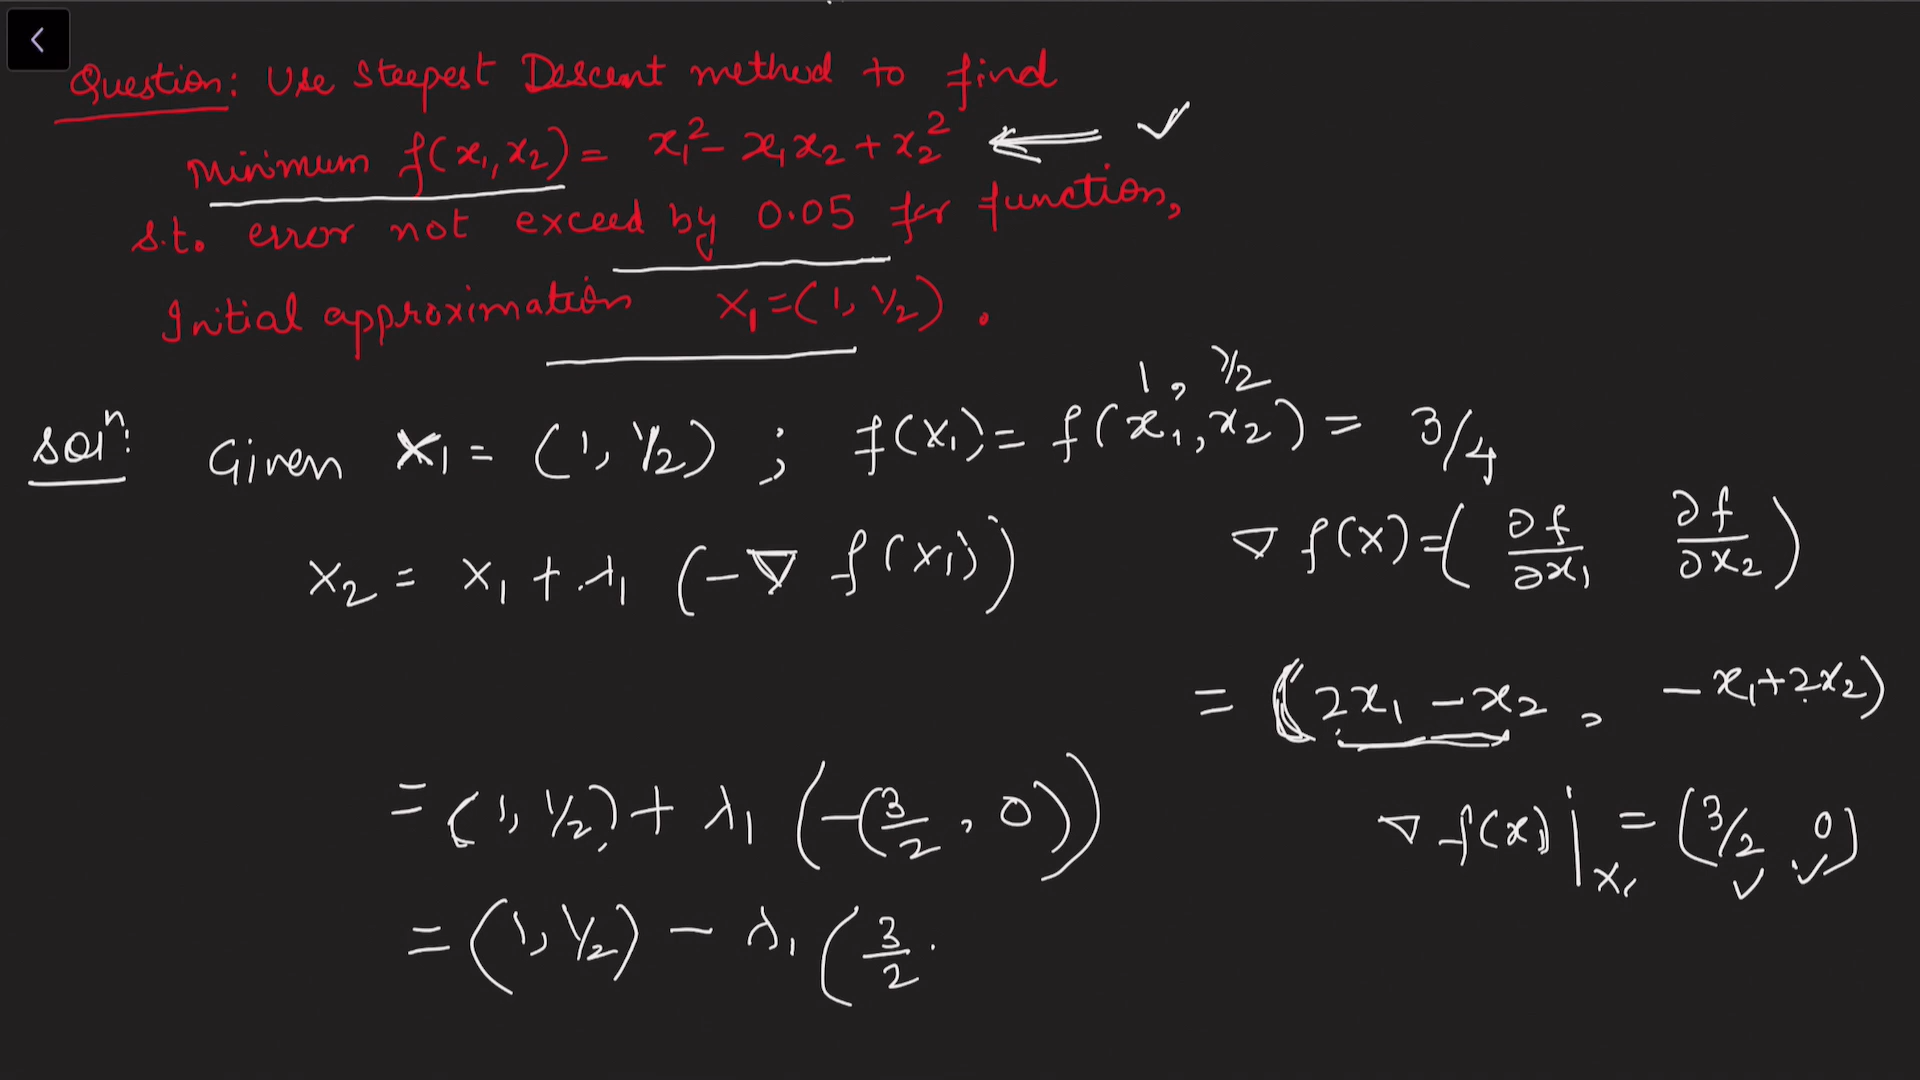 Question: Use Steepest Descent method to find
Minimum f(x₁, x₂) = x₁² - x₁x₂ + x₂² ⇐ ✓
s.t. error not exceed by 0.05 for function,
Initial approximation X₁ = (1, 1/2) .
1, 1/2
Solⁿ: Given X₁ = (1, 1/2) ; f(X₁) = f(x₁, x₂) = 3/4
X₂ = X₁ + λ₁ (-∇ f(X₁))
∇ f(X) = ( ∂f/∂x₁ ∂f/∂x₂ )
= (2x₁ - x₂ , -x₁ + 2x₂)
= (1, 1/2) + λ₁ (-(3/2, 0))
∇ f(x)|X₁ = (3/2, 0) ✓ ✓
= (1, 1/2) - λ₁ (3/2 .